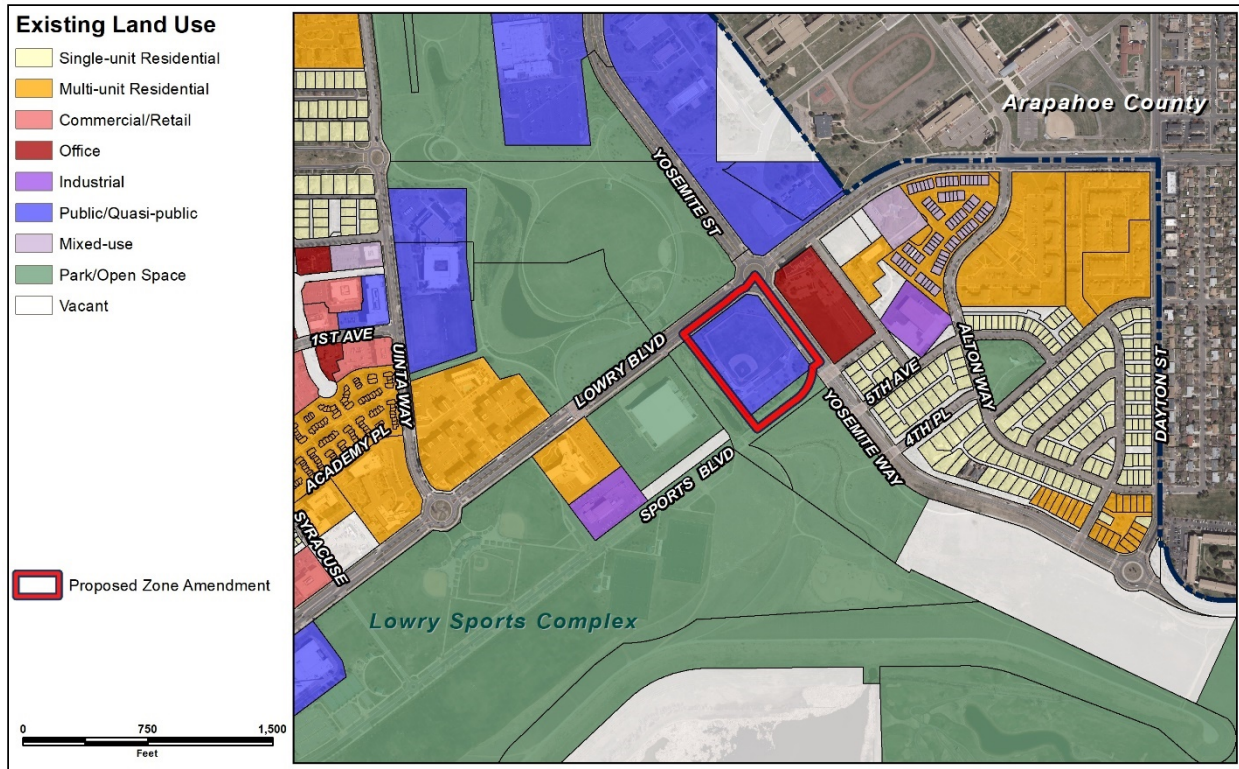 Existing Land Use
Single-unit Residential
Multi-unit Residential
Commercial/Retail
Office
Industrial
Public/Quasi-public
Mixed-use
Park/Open Space
Vacant
Proposed Zone Amendment
0 750 1,500
Feet
Arapahoe County
YOSEMITE ST
1ST AVE
UINTA WAY
LOWRY BLVD
5TH AVE
ALTON WAY
DAYTON ST
ACADEMY PL
4TH PL
YOSEMITE WAY
SYRACUSE
SPORTS BLVD
Lowry Sports Complex